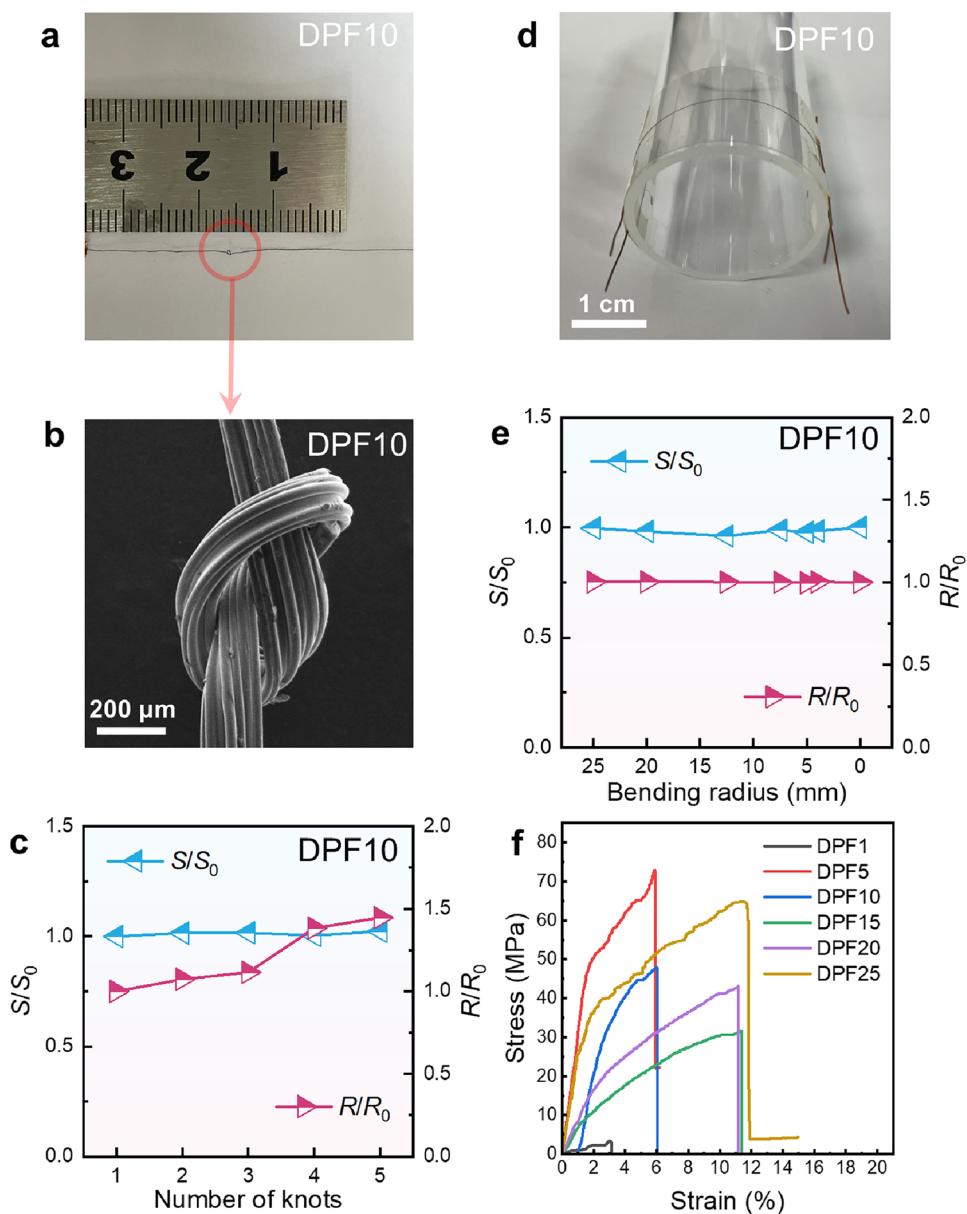 a
DPF10
3 2 1
d
DPF10
1 cm
b
DPF10
200 µm
e
DPF10
S/S0
R/R0
1.5
1.0
0.5
0.0
S/S0
2.0
1.5
1.0
0.5
0.0
R/R0
25 20 15 10 5 0
Bending radius (mm)
c
DPF10
S/S0
R/R0
1.5
1.0
0.5
0.0
S/S0
2.0
1.5
1.0
0.5
0.0
R/R0
1 2 3 4 5
Number of knots
f
DPF1
DPF5
DPF10
DPF15
DPF20
DPF25
80
70
60
50
40
30
20
10
0
Stress (MPa)
0 2 4 6 8 10 12 14 16 18 20
Strain (%)